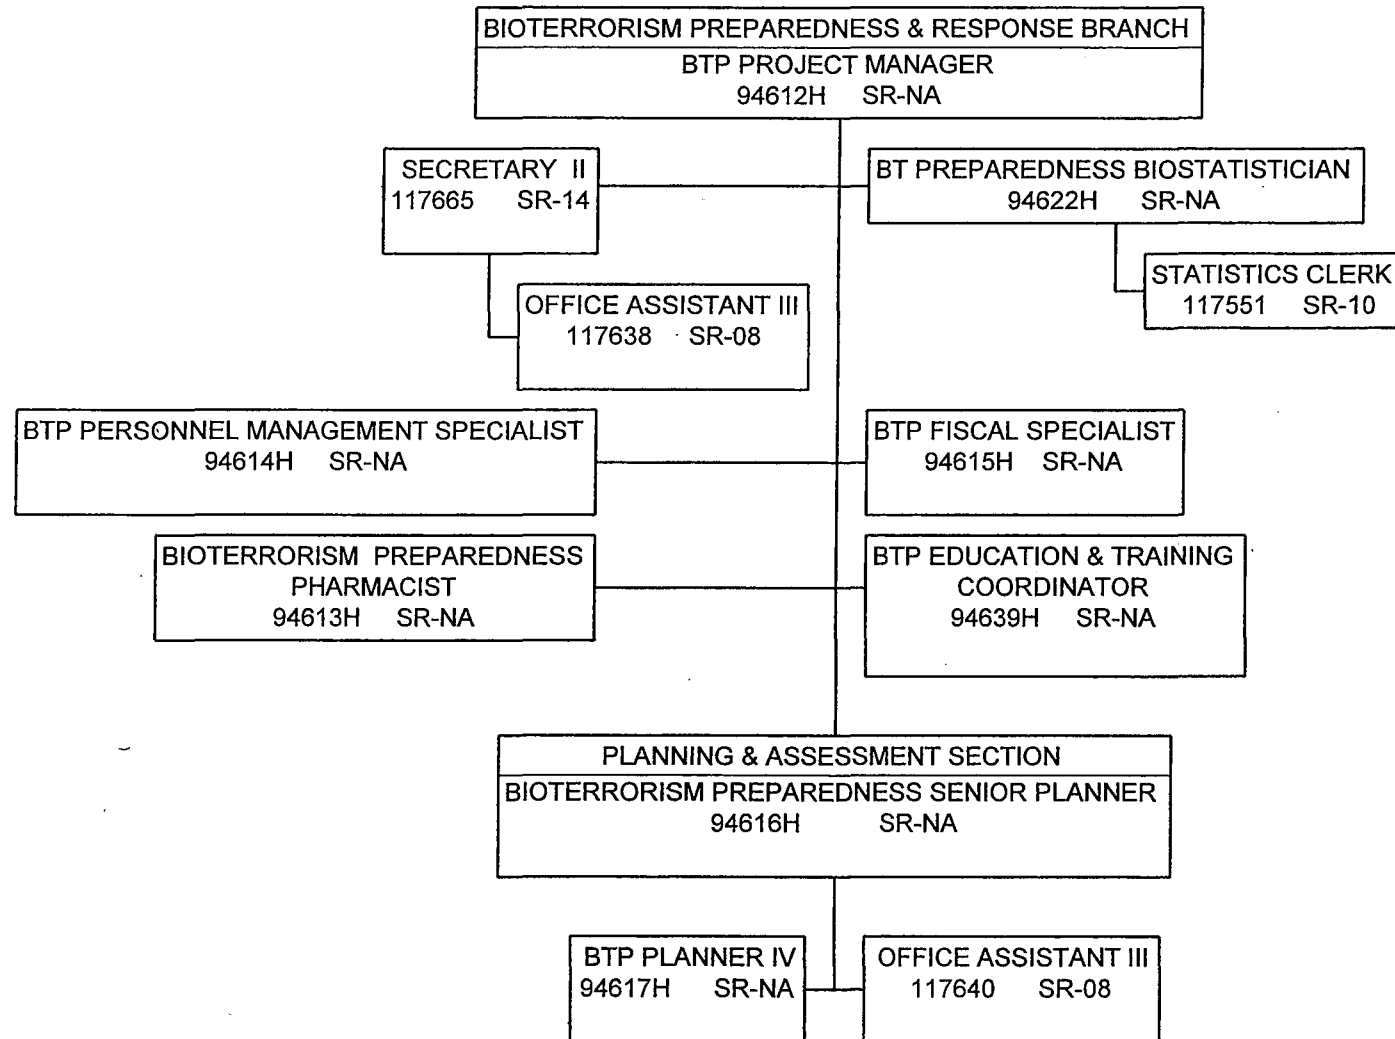 BIOTERRORISM PREPAREDNESS & RESPONSE BRANCH
BTP PROJECT MANAGER
94612H SR-NA
SECRETARY II
117665 SR-14
BT PREPAREDNESS BIOSTATISTICIAN
94622H SR-NA
STATISTICS CLERK
117551 SR-10
OFFICE ASSISTANT III
117638 SR-08
BTP PERSONNEL MANAGEMENT SPECIALIST
94614H SR-NA
BTP FISCAL SPECIALIST
94615H SR-NA
BIOTERRORISM PREPAREDNESS
PHARMACIST
94613H SR-NA
BTP EDUCATION & TRAINING
COORDINATOR
94639H SR-NA
PLANNING & ASSESSMENT SECTION
BIOTERRORISM PREPAREDNESS SENIOR PLANNER
94616H SR-NA
BTP PLANNER IV
94617H SR-NA
OFFICE ASSISTANT III
117640 SR-08